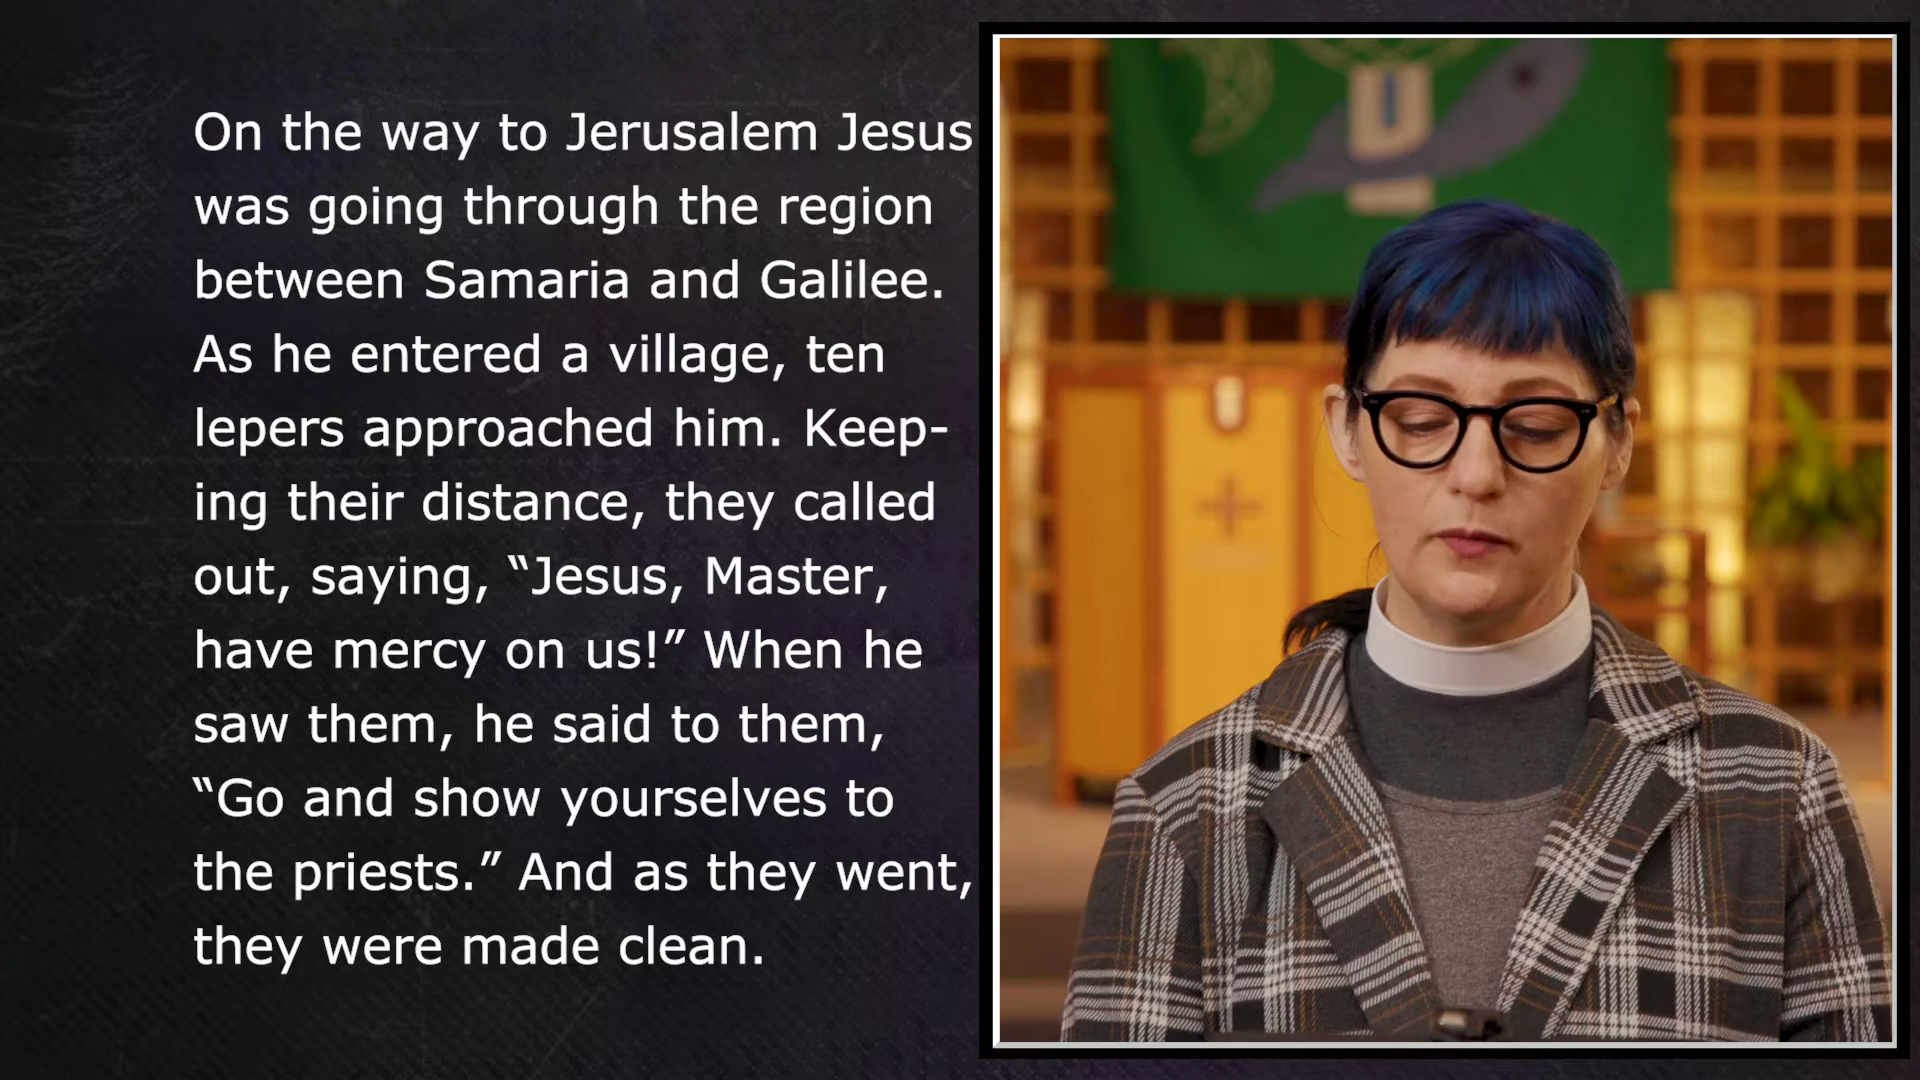 On the way to Jerusalem Jesus
was going through the region
between Samaria and Galilee.
As he entered a village, ten
lepers approached him. Keep-
ing their distance, they called
out, saying, “Jesus, Master,
have mercy on us!” When he
saw them, he said to them,
“Go and show yourselves to
the priests.” And as they went,
they were made clean.